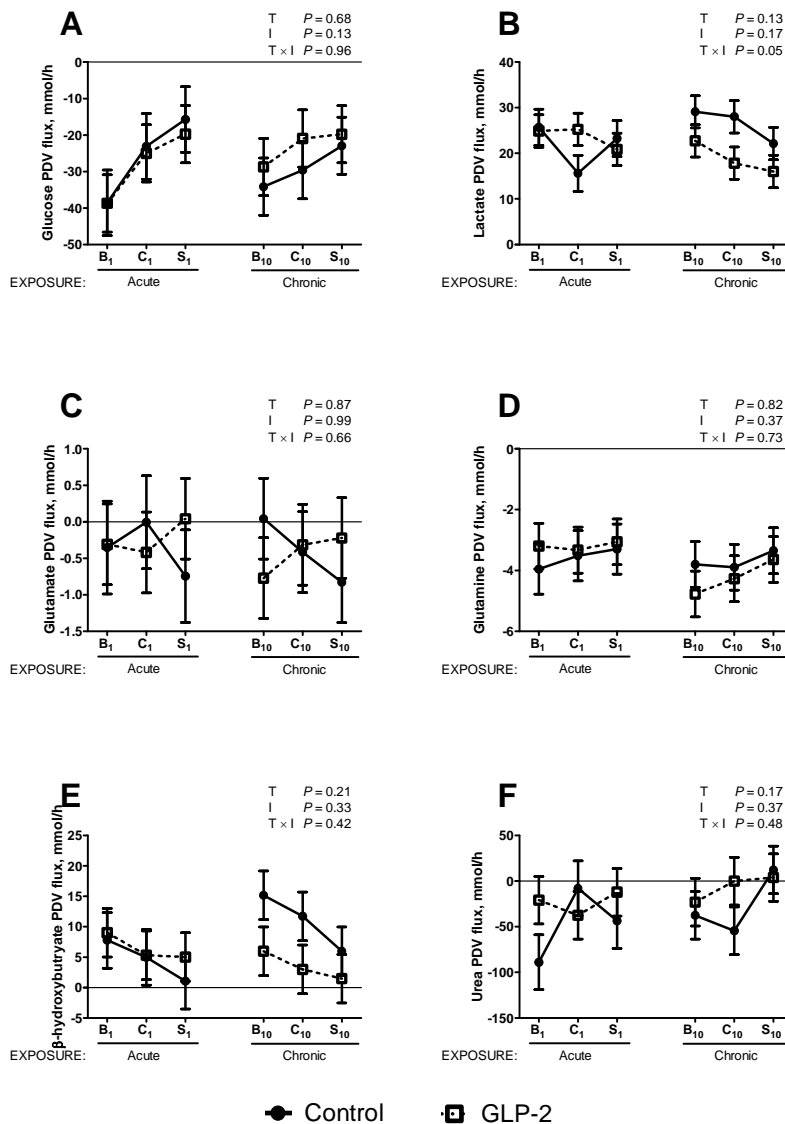 A
T P = 0.68
I P = 0.13
T × I P = 0.96
Glucose PDV flux, mmol/h
0
-10
-20
-30
-40
-50
B1 C1 S1 B10 C10 S10
EXPOSURE: Acute Chronic
B
T P = 0.13
I P = 0.17
T × I P = 0.05
Lactate PDV flux, mmol/h
40
30
20
10
0
B1 C1 S1 B10 C10 S10
EXPOSURE: Acute Chronic
C
T P = 0.87
I P = 0.99
T × I P = 0.66
Glutamate PDV flux, mmol/h
1.0
0.5
0.0
-0.5
-1.0
-1.5
B1 C1 S1 B10 C10 S10
EXPOSURE: Acute Chronic
D
T P = 0.82
I P = 0.37
T × I P = 0.73
Glutamine PDV flux, mmol/h
0
-2
-4
-6
B1 C1 S1 B10 C10 S10
EXPOSURE: Acute Chronic
E
T P = 0.21
I P = 0.33
T × I P = 0.42
β-hydroxybutryate PDV flux, mmol/h
25
20
15
10
5
0
-5
B1 C1 S1 B10 C10 S10
EXPOSURE: Acute Chronic
F
T P = 0.17
I P = 0.37
T × I P = 0.48
Urea PDV flux, mmol/h
50
0
-50
-100
-150
B1 C1 S1 B10 C10 S10
EXPOSURE: Acute Chronic
Control GLP-2